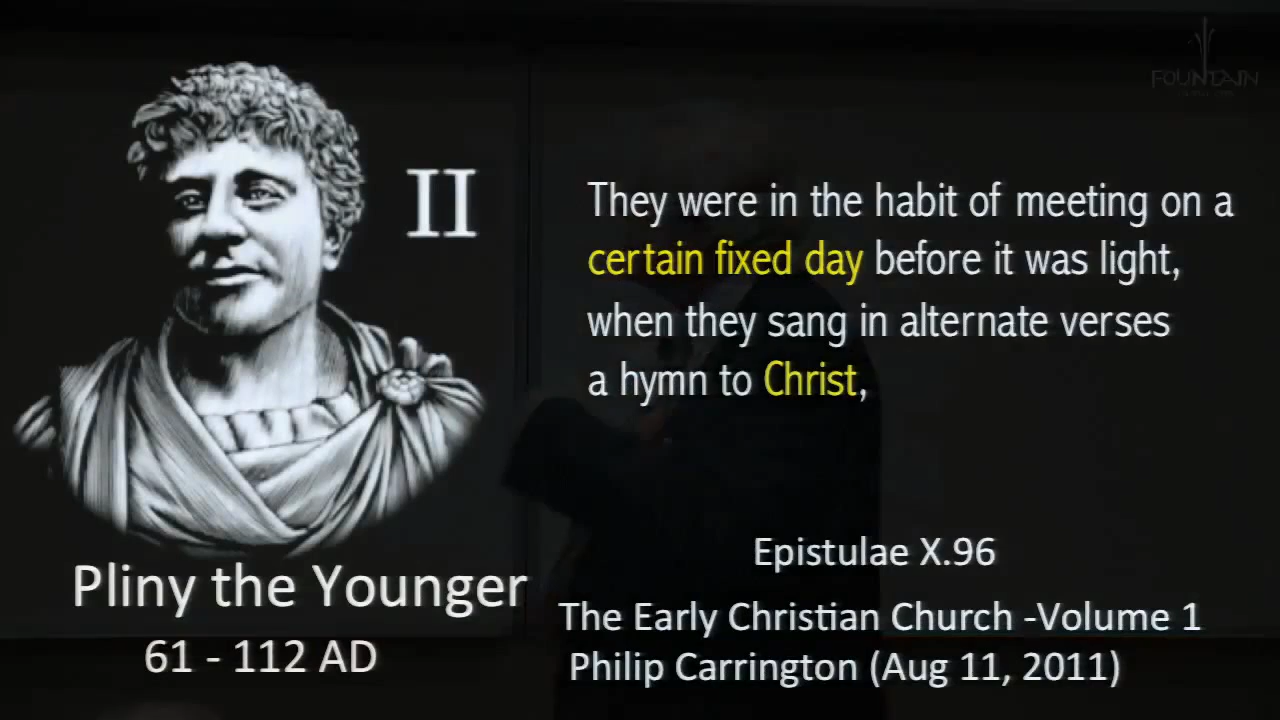 FOUNTAIN
II
They were in the habit of meeting on a
certain fixed day before it was light,
when they sang in alternate verses
a hymn to Christ,
Pliny the Younger
61 - 112 AD
Epistulae X.96
The Early Christian Church -Volume 1
Philip Carrington (Aug 11, 2011)